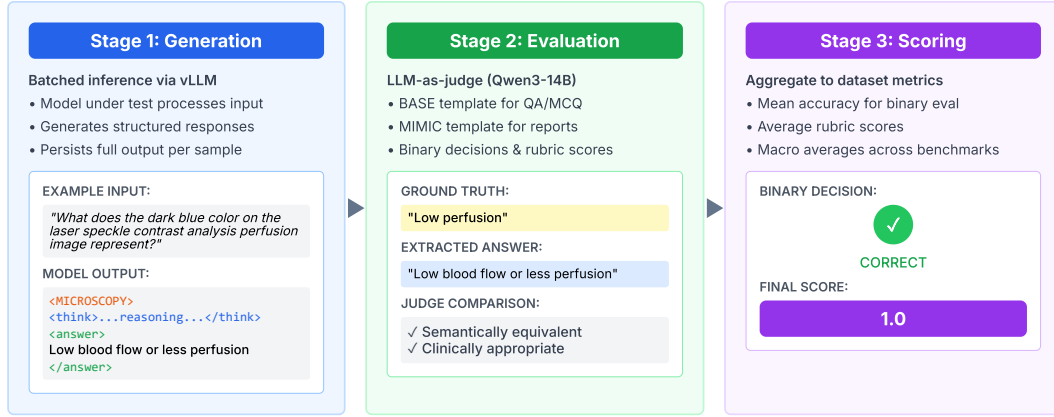 Stage 1: Generation
Batched inference via vLLM
• Model under test processes input
• Generates structured responses
• Persists full output per sample
EXAMPLE INPUT:
"What does the dark blue color on the
laser speckle contrast analysis perfusion
image represent?"
MODEL OUTPUT:
<MICROSCOPY>
<think>...reasoning...</think>
<answer>
Low blood flow or less perfusion
</answer>
Stage 2: Evaluation
LLM-as-judge (Qwen3-14B)
• BASE template for QA/MCQ
• MIMIC template for reports
• Binary decisions & rubric scores
GROUND TRUTH:
"Low perfusion"
EXTRACTED ANSWER:
"Low blood flow or less perfusion"
JUDGE COMPARISON:
✓ Semantically equivalent
✓ Clinically appropriate
Stage 3: Scoring
Aggregate to dataset metrics
• Mean accuracy for binary eval
• Average rubric scores
• Macro averages across benchmarks
BINARY DECISION:
✓
CORRECT
FINAL SCORE:
1.0